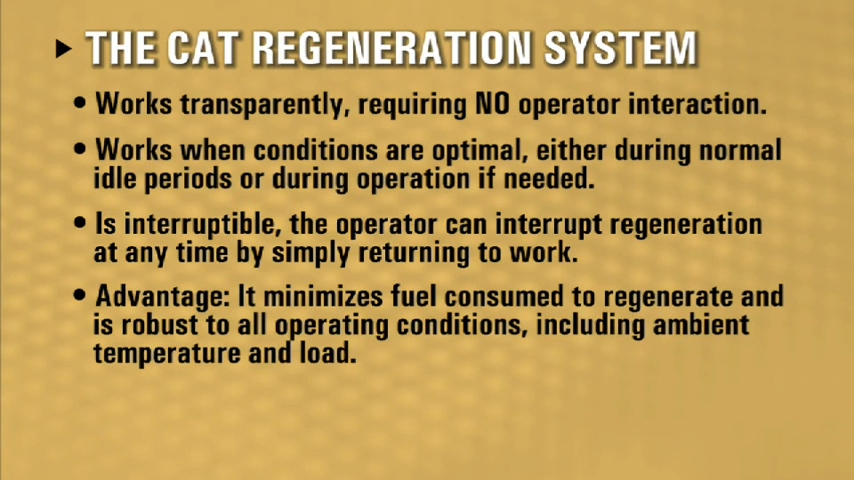 ▶ THE CAT REGENERATION SYSTEM
• Works transparently, requiring NO operator interaction.
• Works when conditions are optimal, either during normal
idle periods or during operation if needed.
• Is interruptible, the operator can interrupt regeneration
at any time by simply returning to work.
• Advantage: It minimizes fuel consumed to regenerate and
is robust to all operating conditions, including ambient
temperature and load.